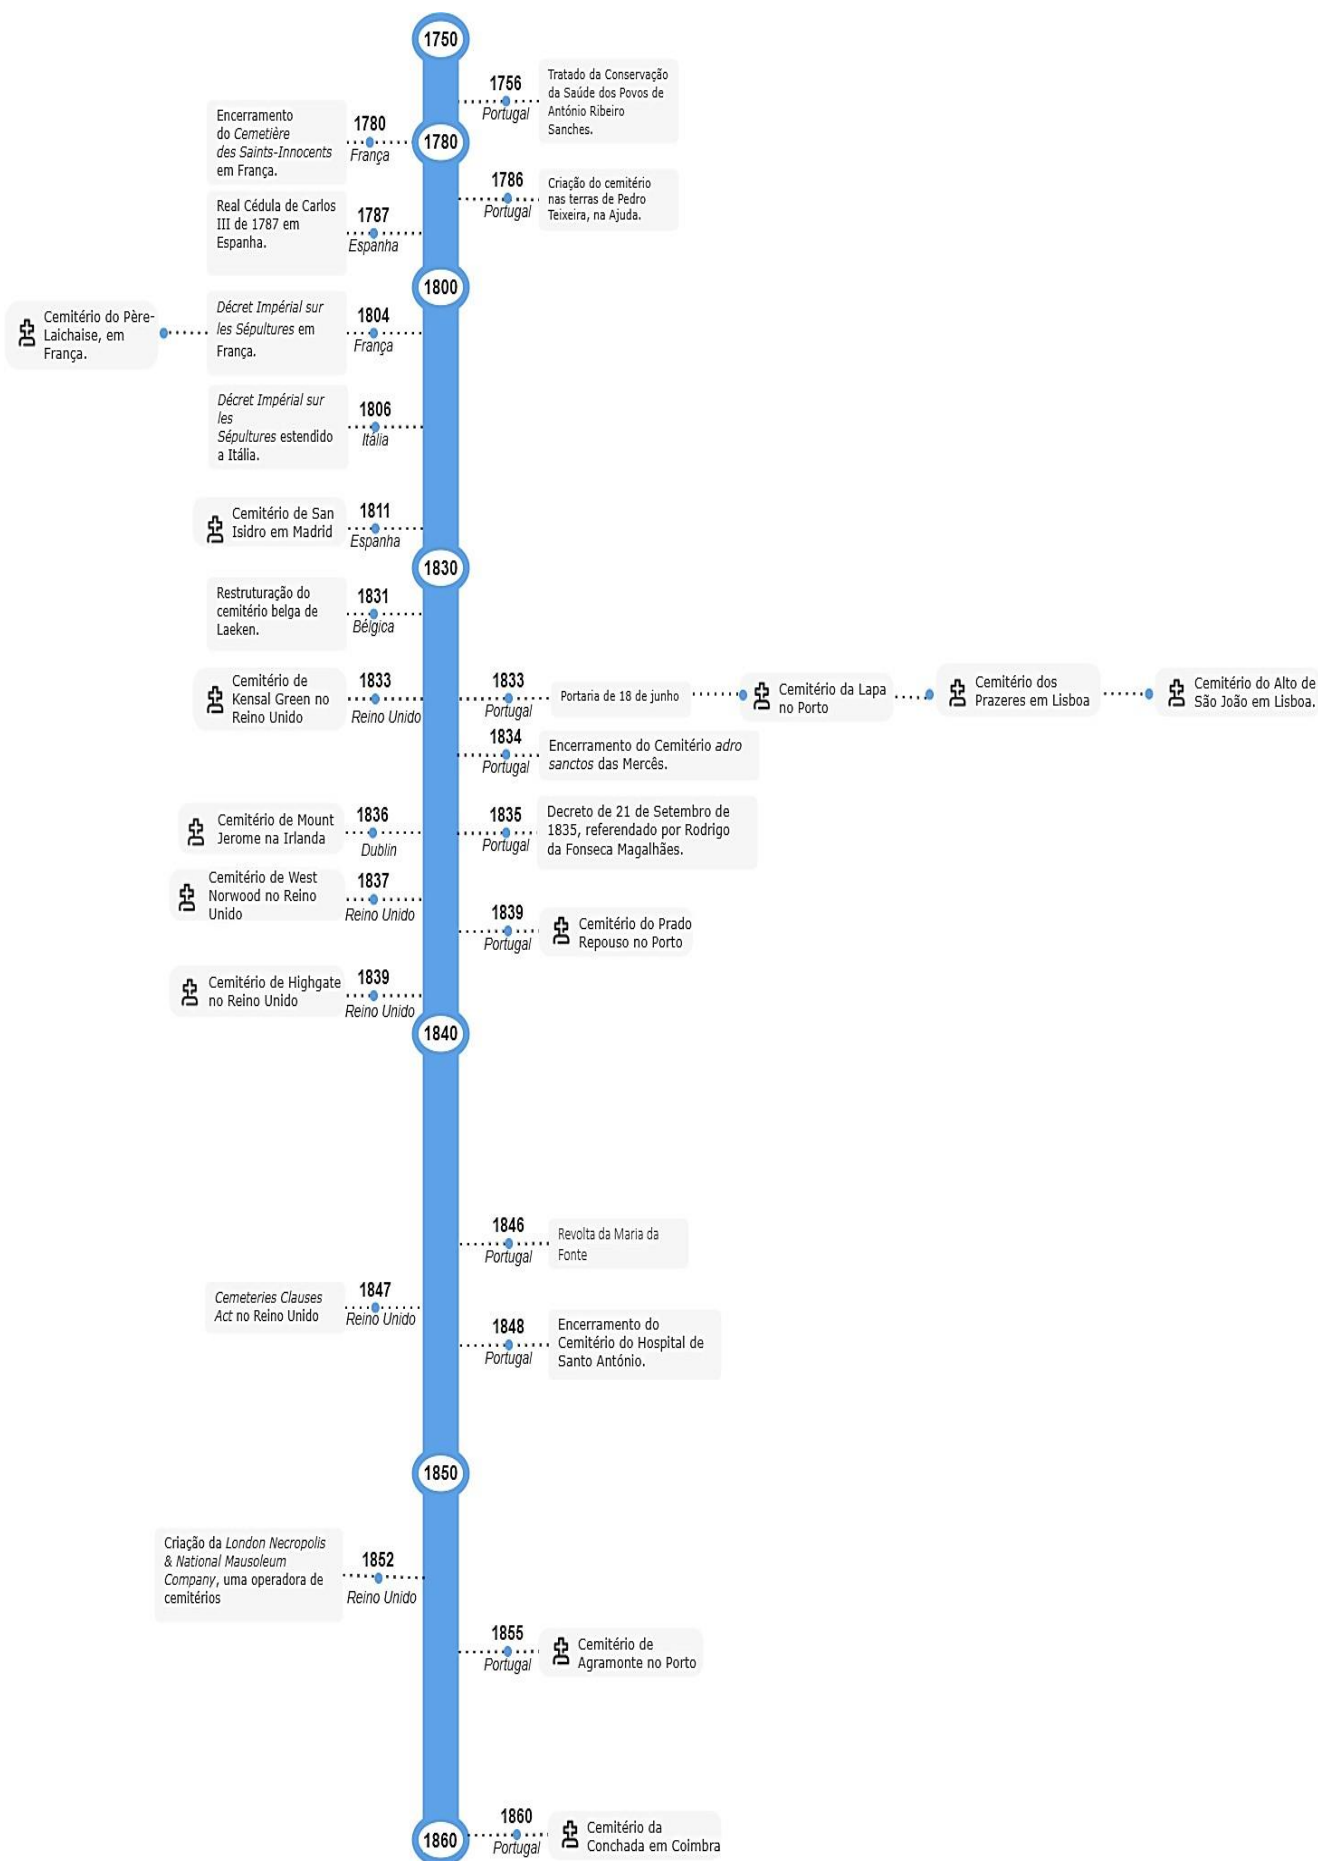 1750
1756
Portugal
Tratado da Conservação
da Saúde dos Povos de
António Ribeiro
Sanches.
Encerramento
do Cemetière
des Saints-Innocents
em França.
1780
França
1780
1786
Portugal
Criação do cemitério
nas terras de Pedro
Teixeira, na Ajuda.
Real Cédula de Carlos
III de 1787 em
Espanha.
1787
Espanha
1800
Cemitério do Père-
Laichaise, em
França.
Décret Impérial sur
les Sépultures em
França.
1804
França
Décret Impérial sur
les
Sépultures estendido
a Itália.
1806
Itália
Cemitério de San
Isidro em Madrid
1811
Espanha
1830
Restruturação do
cemitério belga de
Laeken.
1831
Bélgica
Cemitério de
Kensal Green no
Reino Unido
1833
Reino Unido
1833
Portugal
Portaria de 18 de junho
Cemitério da Lapa
no Porto
Cemitério dos
Prazeres em Lisboa
Cemitério do Alto de
São João em Lisboa.
1834
Portugal
Encerramento do Cemitério adro
sanctos das Mercês.
Cemitério de Mount
Jerome na Irlanda
1836
Dublin
1835
Portugal
Decreto de 21 de Setembro de
1835, referendado por Rodrigo
da Fonseca Magalhães.
Cemitério de West
Norwood no Reino
Unido
1837
Reino Unido
1839
Portugal
Cemitério do Prado
Repouso no Porto
Cemitério de Highgate
no Reino Unido
1839
Reino Unido
1840
1846
Portugal
Revolta da Maria da
Fonte
Cemeteries Clauses
Act no Reino Unido
1847
Reino Unido
1848
Portugal
Encerramento do
Cemitério do Hospital de
Santo António.
1850
Criação da London Necropolis
& National Mausoleum
Company, uma operadora de
cemitérios
1852
Reino Unido
1855
Portugal
Cemitério de
Agramonte no Porto
1860
1860
Portugal
Cemitério da
Conchada em Coimbra